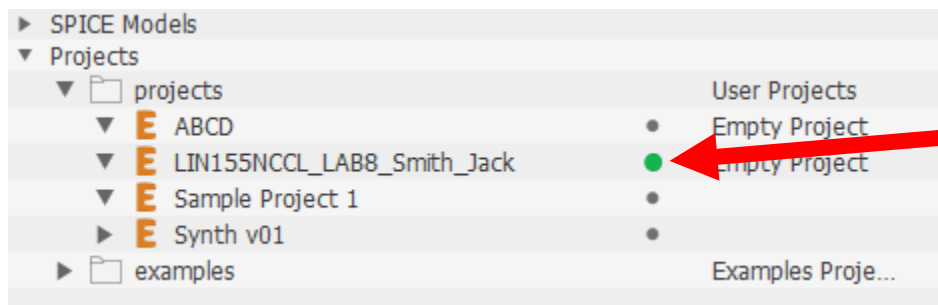 SPICE Models
Projects
projects User Projects
E ABCD Empty Project
E LIN155NCCL_LAB8_Smith_Jack Empty Project
E Sample Project 1
E Synth v01
examples Examples Proje...